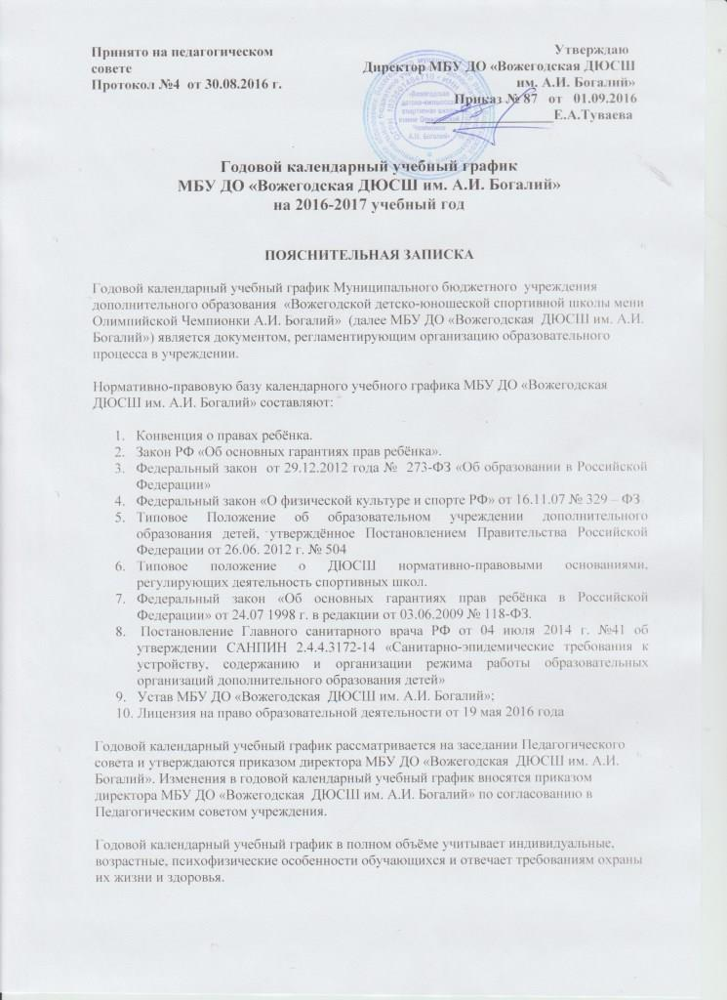 Принято на педагогическом
совете
Протокол №4 от 30.08.2016 г.
Утверждаю
Директор МБУ ДО «Вожегодская ДЮСШ
им. А.И. Богалий»
Приказ № 87 от 01.09.2016
Е.А.Туваева
«Вожегодская
детско-юношеская
спортивная школа
имени Олимпийской
Чемпионки
А.И. Богалий»
Годовой календарный учебный график
МБУ ДО «Вожегодская ДЮСШ им. А.И. Богалий»
на 2016-2017 учебный год
ПОЯСНИТЕЛЬНАЯ ЗАПИСКА
Годовой календарный учебный график Муниципального бюджетного учреждения
дополнительного образования «Вожегодской детско-юношеской спортивной школы мени
Олимпийской Чемпионки А.И. Богалий» (далее МБУ ДО «Вожегодская ДЮСШ им. А.И.
Богалий») является документом, регламентирующим организацию образовательного
процесса в учреждении.
Нормативно-правовую базу календарного учебного графика МБУ ДО «Вожегодская
ДЮСШ им. А.И. Богалий» составляют:
1. Конвенция о правах ребёнка.
2. Закон РФ «Об основных гарантиях прав ребёнка».
3. Федеральный закон от 29.12.2012 года № 273-ФЗ «Об образовании в Российской
Федерации»
4. Федеральный закон «О физической культуре и спорте РФ» от 16.11.07 № 329 – ФЗ
5. Типовое Положение об образовательном учреждении дополнительного
образования детей, утверждённое Постановлением Правительства Российской
Федерации от 26.06. 2012 г. № 504
6. Типовое положение о ДЮСШ нормативно-правовыми основаниями,
регулирующих деятельность спортивных школ.
7. Федеральный закон «Об основных гарантиях прав ребёнка в Российской
Федерации» от 24.07 1998 г. в редакции от 03.06.2009 № 118-ФЗ.
8. Постановление Главного санитарного врача РФ от 04 июля 2014 г. №41 об
утверждении САНПИН 2.4.4.3172-14 «Санитарно-эпидемические требования к
устройству, содержанию и организации режима работы образовательных
организаций дополнительного образования детей»
9. Устав МБУ ДО «Вожегодская ДЮСШ им. А.И. Богалий»;
10. Лицензия на право образовательной деятельности от 19 мая 2016 года
Годовой календарный учебный график рассматривается на заседании Педагогического
совета и утверждаются приказом директора МБУ ДО «Вожегодская ДЮСШ им. А.И.
Богалий». Изменения в годовой календарный учебный график вносятся приказом
директора МБУ ДО «Вожегодская ДЮСШ им. А.И. Богалий» по согласованию в
Педагогическим советом учреждения.
Годовой календарный учебный график в полном объёме учитывает индивидуальные,
возрастные, психофизические особенности обучающихся и отвечает требованиям охраны
их жизни и здоровья.